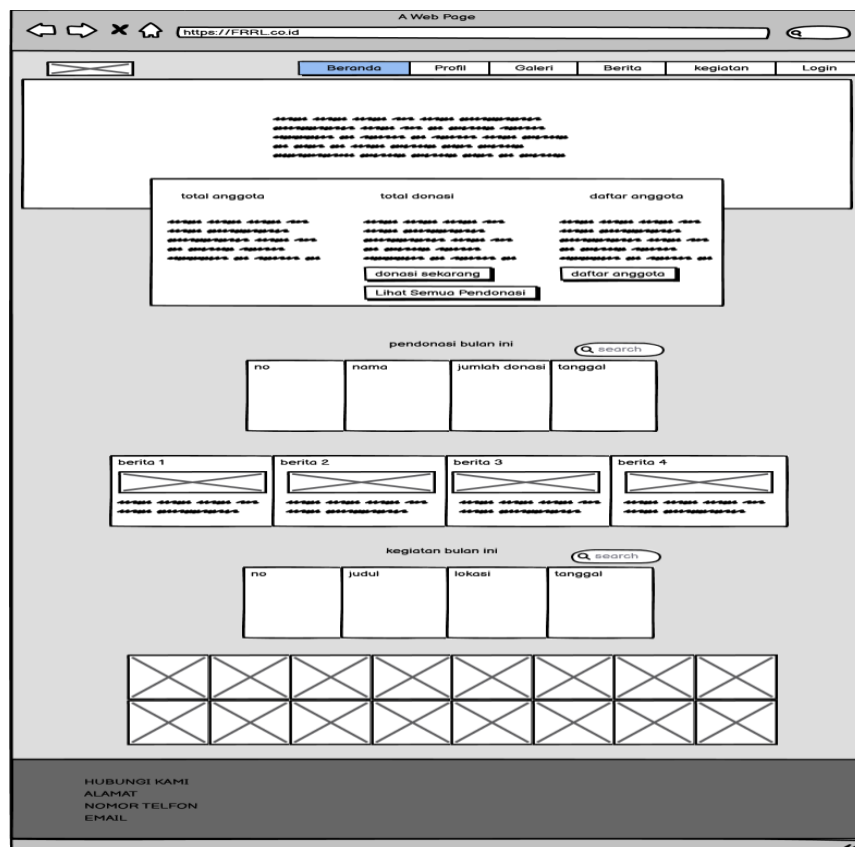 A Web Page
https://FRRL.co.id
Beranda Profil Galeri Berita kegiatan Login
total anggota total donasi daftar anggota
donasi sekarang daftar anggota
Lihat Semua Pendonasi
pendonasi bulan ini search
no nama jumlah donasi tanggal
berita 1 berita 2 berita 3 berita 4
kegiatan bulan ini search
no judul lokasi tanggal
HUBUNGI KAMI
ALAMAT
NOMOR TELFON
EMAIL